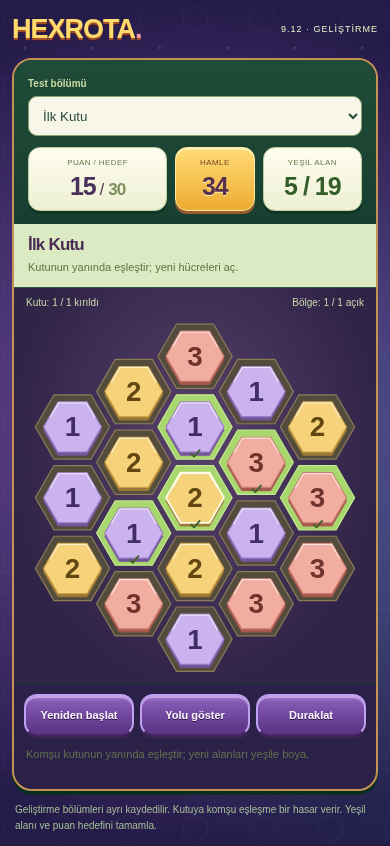 HEXROTA.
9.12 · GELİŞTİRME
Test bölümü
İlk Kutu
PUAN / HEDEF
15 / 30
HAMLE
34
YEŞİL ALAN
5 / 19
İlk Kutu
Kutunun yanında eşleştir; yeni hücreleri aç.
Kutu: 1 / 1 kırıldı
Bölge: 1 / 1 açık
3
2 1
1 1 2
2 3
1 2 3
1 1
2 2 3
3 3
1
Yeniden başlat
Yolu göster
Duraklat
Komşu kutunun yanında eşleştir; yeni alanları yeşile boya.
Geliştirme bölümleri ayrı kaydedilir. Kutuya komşu eşleşme bir hasar verir. Yeşil
alanı ve puan hedefini tamamla.